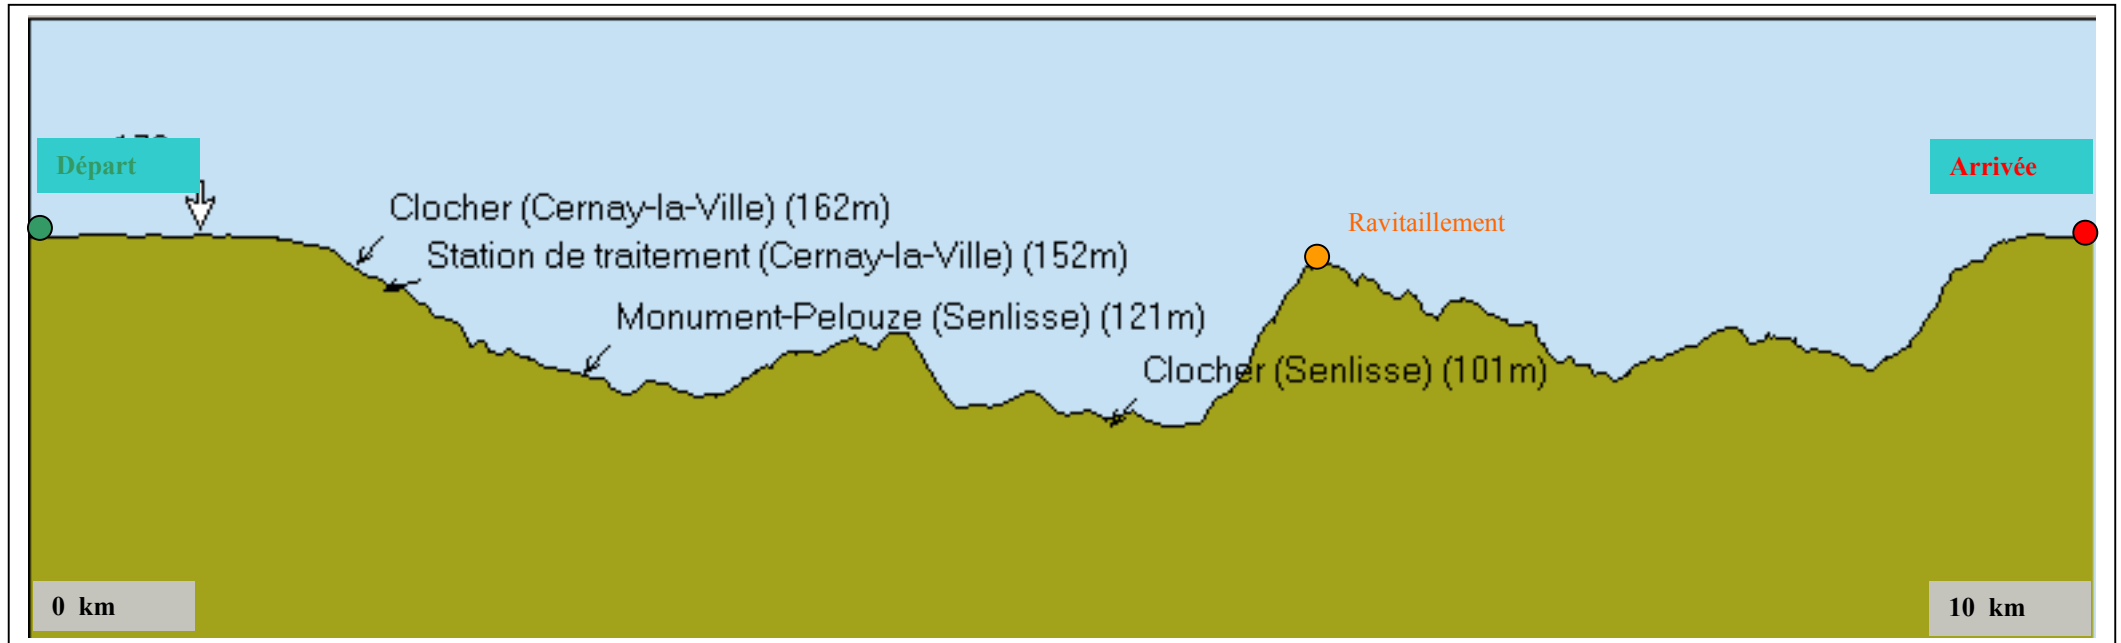 Départ
Arrivée
Clocher (Cernay-la-Ville) (162m)
Ravitaillement
Station de traitement (Cernay-la-Ville) (152m)
Monument-Pelouze (Senlisse) (121m)
Clocher (Senlisse) (101m)
0 km
10 km